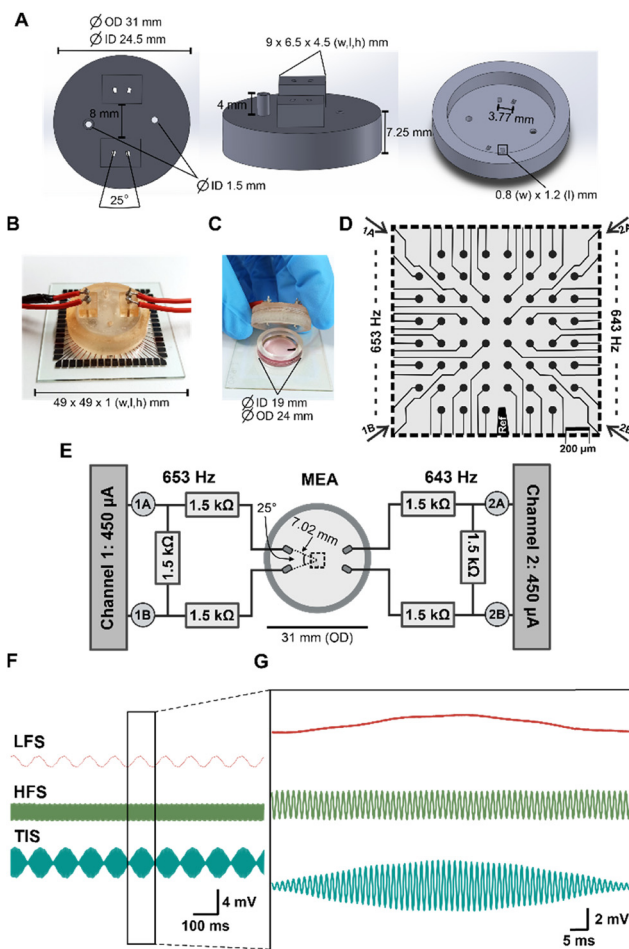 A
Ø OD 31 mm
Ø ID 24.5 mm
9 x 6.5 x 4.5 (w,l,h) mm
8 mm
4 mm
7.25 mm
3.77 mm
Ø ID 1.5 mm
25°
0.8 (w) x 1.2 (l) mm
B
C
D
49 x 49 x 1 (w,l,h) mm
Ø ID 19 mm
Ø OD 24 mm
1A
2A
653 Hz
643 Hz
1B
2B
Ref
200 µm
E
653 Hz
MEA
643 Hz
Channel 1: 450 µA
1A
1.5 kΩ
25°
7.02 mm
1.5 kΩ
2A
Channel 2: 450 µA
1.5 kΩ
1.5 kΩ
1B
1.5 kΩ
1.5 kΩ
2B
31 mm (OD)
F
G
LFS
HFS
TIS
4 mV
100 ms
2 mV
5 ms